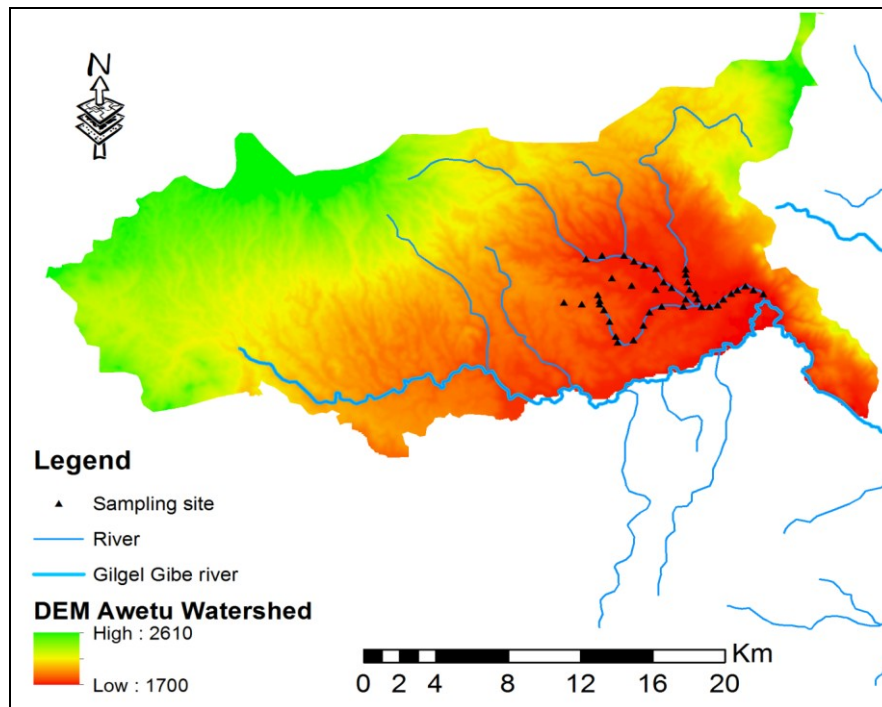 N
Legend
Sampling site
River
Gilgel Gibe river
DEM Awetu Watershed
High : 2610
Low : 1700
Km
0 2 4 8 12 16 20